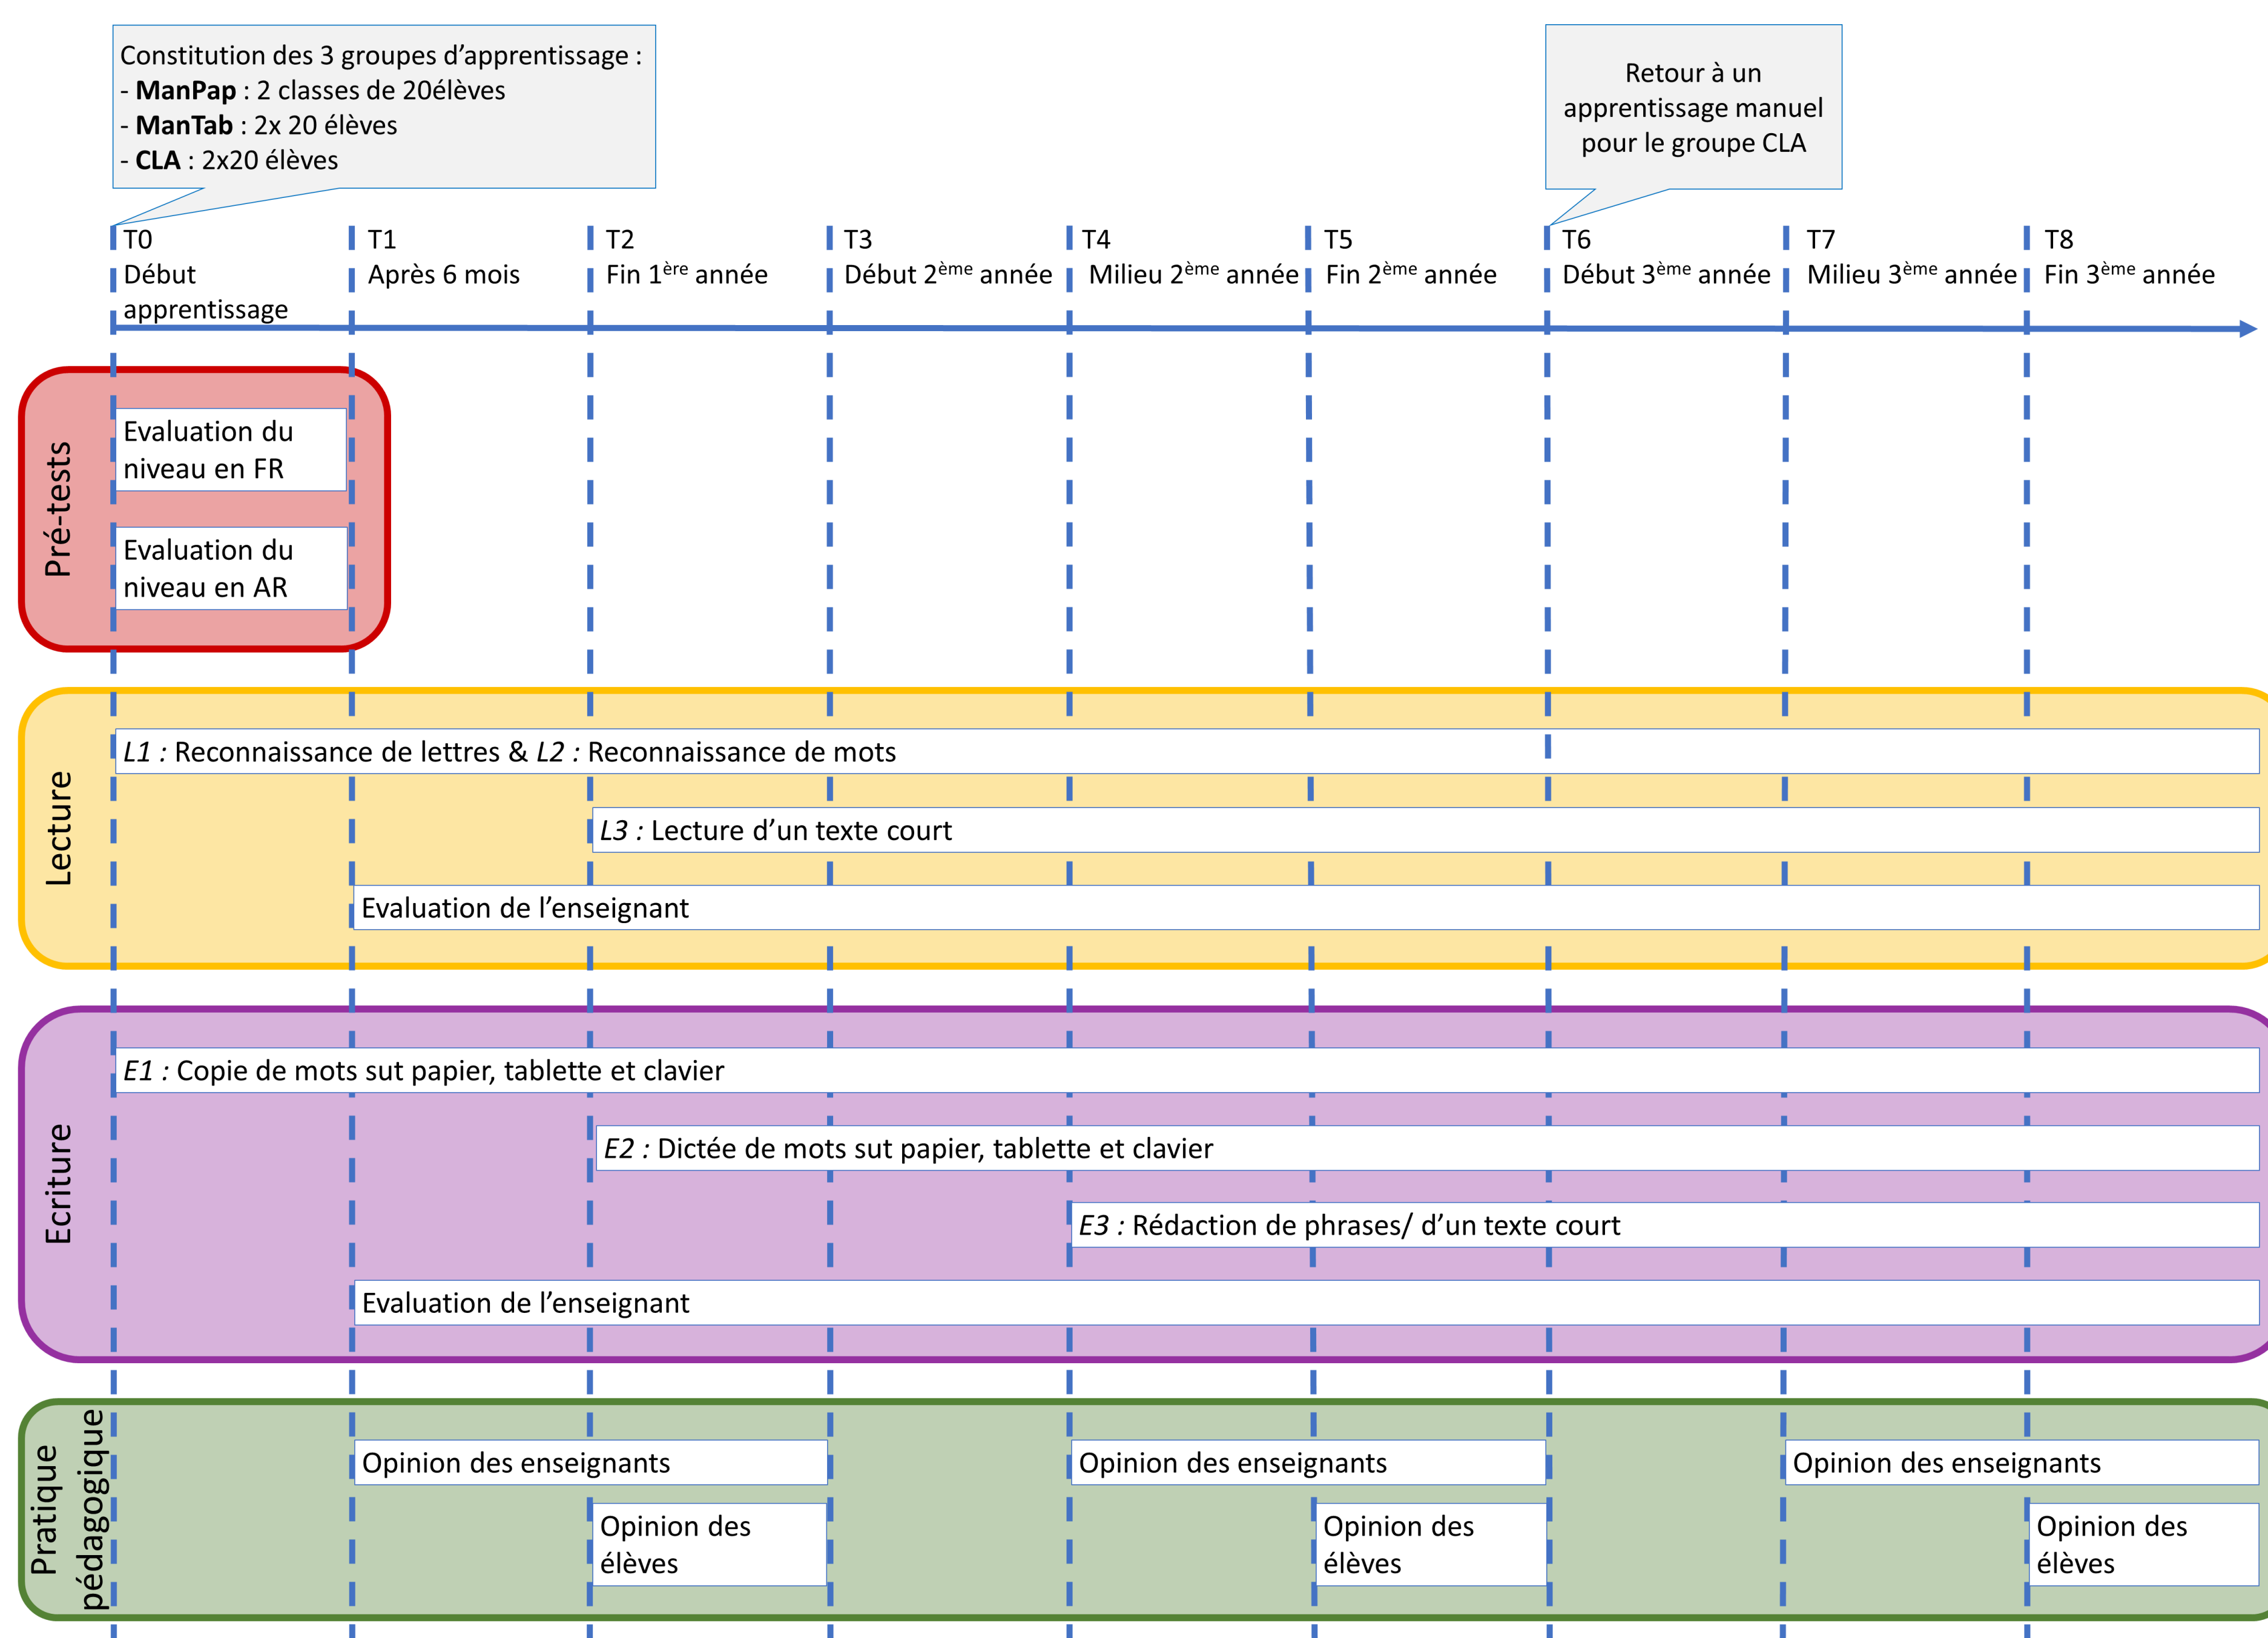 Constitution des 3 groupes d’apprentissage :
- ManPap : 2 classes de 20élèves
- ManTab : 2x 20 élèves
- CLA : 2x20 élèves
Retour à un
apprentissage manuel
pour le groupe CLA
T0
Début
apprentissage
T1
Après 6 mois
T2
Fin 1ère année
T3
Début 2ème année
T4
Milieu 2ème année
T5
Fin 2ème année
T6
Début 3ème année
T7
Milieu 3ème année
T8
Fin 3ème année
Pré-tests
Evaluation du
niveau en FR
Evaluation du
niveau en AR
Lecture
L1 : Reconnaissance de lettres & L2 : Reconnaissance de mots
L3 : Lecture d’un texte court
Evaluation de l’enseignant
Ecriture
E1 : Copie de mots sut papier, tablette et clavier
E2 : Dictée de mots sut papier, tablette et clavier
E3 : Rédaction de phrases/ d’un texte court
Evaluation de l’enseignant
Pratique
pédagogique
Opinion des enseignants
Opinion des enseignants
Opinion des enseignants
Opinion des
élèves
Opinion des
élèves
Opinion des
élèves